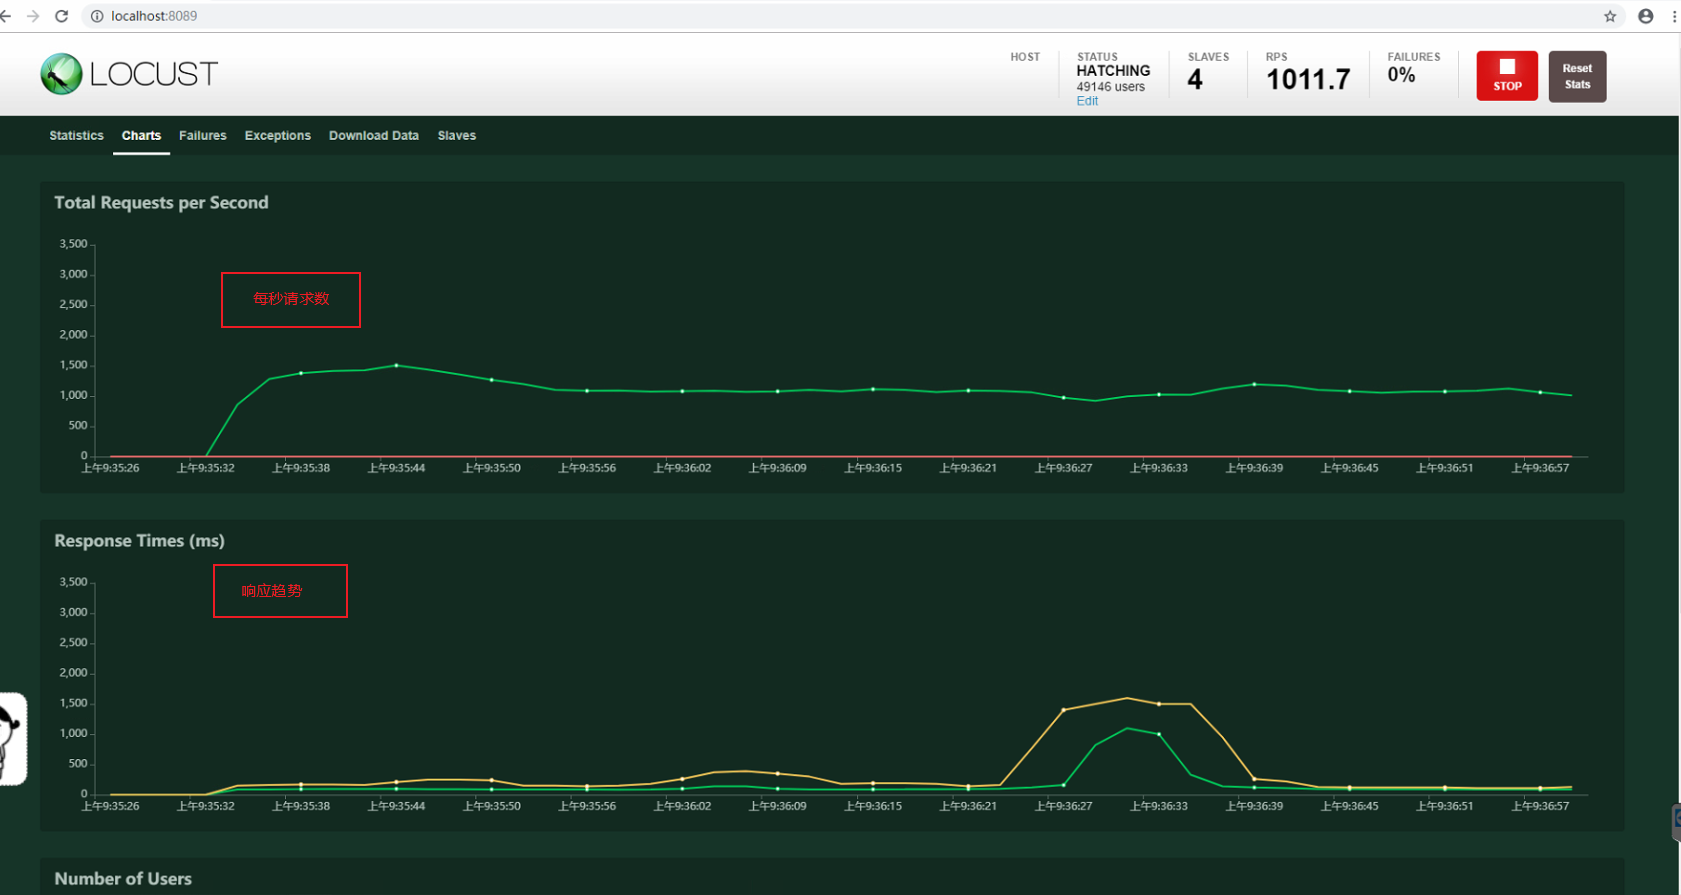 localhost:8089
LOCUST
HOST
STATUS
HATCHING
49146 users
Edit
SLAVES
4
RPS
1011.7
FAILURES
0%
STOP
Reset
Stats
Statistics Charts Failures Exceptions Download Data Slaves
Total Requests per Second
3,500
3,000
2,500
2,000
1,500
1,000
500
0
每秒请求数
上午9:35:26 上午9:35:32 上午9:35:38 上午9:35:44 上午9:35:50 上午9:35:56 上午9:36:02 上午9:36:09 上午9:36:15 上午9:36:21 上午9:36:27 上午9:36:33 上午9:36:39 上午9:36:45 上午9:36:51 上午9:36:57
Response Times (ms)
3,500
3,000
2,500
2,000
1,500
1,000
500
0
响应趋势
上午9:35:26 上午9:35:32 上午9:35:38 上午9:35:44 上午9:35:50 上午9:35:56 上午9:36:02 上午9:36:09 上午9:36:15 上午9:36:21 上午9:36:27 上午9:36:33 上午9:36:39 上午9:36:45 上午9:36:51 上午9:36:57
Number of Users